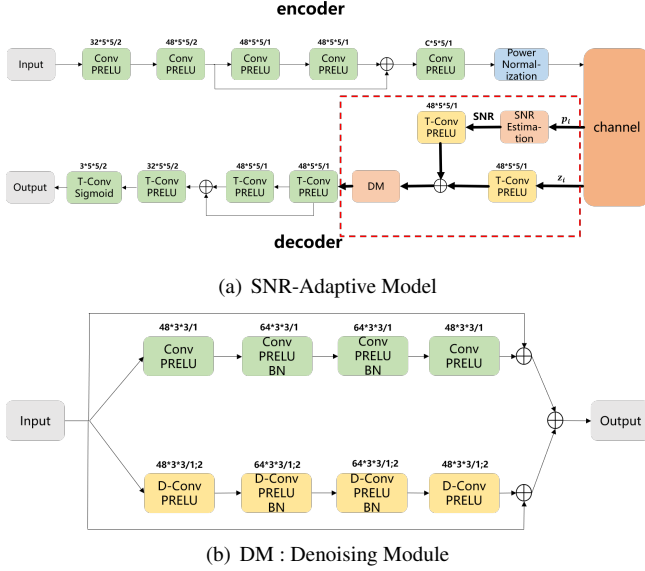 encoder
32*5*5/2
48*5*5/2
48*5*5/1
48*5*5/1
C*5*5/1
Input
Conv
PRELU
Conv
PRELU
Conv
PRELU
Conv
PRELU
Conv
PRELU
Power
Normal-
ization
channel
48*5*5/1
T-Conv
PRELU
SNR
SNR
Estima-
tion
p_i
3*5*5/2
32*5*5/2
48*5*5/1
48*5*5/1
48*5*5/1
Output
T-Conv
Sigmoid
T-Conv
PRELU
T-Conv
PRELU
T-Conv
PRELU
DM
T-Conv
PRELU
z_i
decoder
(a) SNR-Adaptive Model
48*3*3/1
64*3*3/1
64*3*3/1
48*3*3/1
Conv
PRELU
Conv
PRELU
BN
Conv
PRELU
BN
Conv
PRELU
Input
Output
48*3*3/1;2
64*3*3/1;2
64*3*3/1;2
48*3*3/1;2
D-Conv
PRELU
D-Conv
PRELU
BN
D-Conv
PRELU
BN
D-Conv
PRELU
(b) DM : Denoising Module